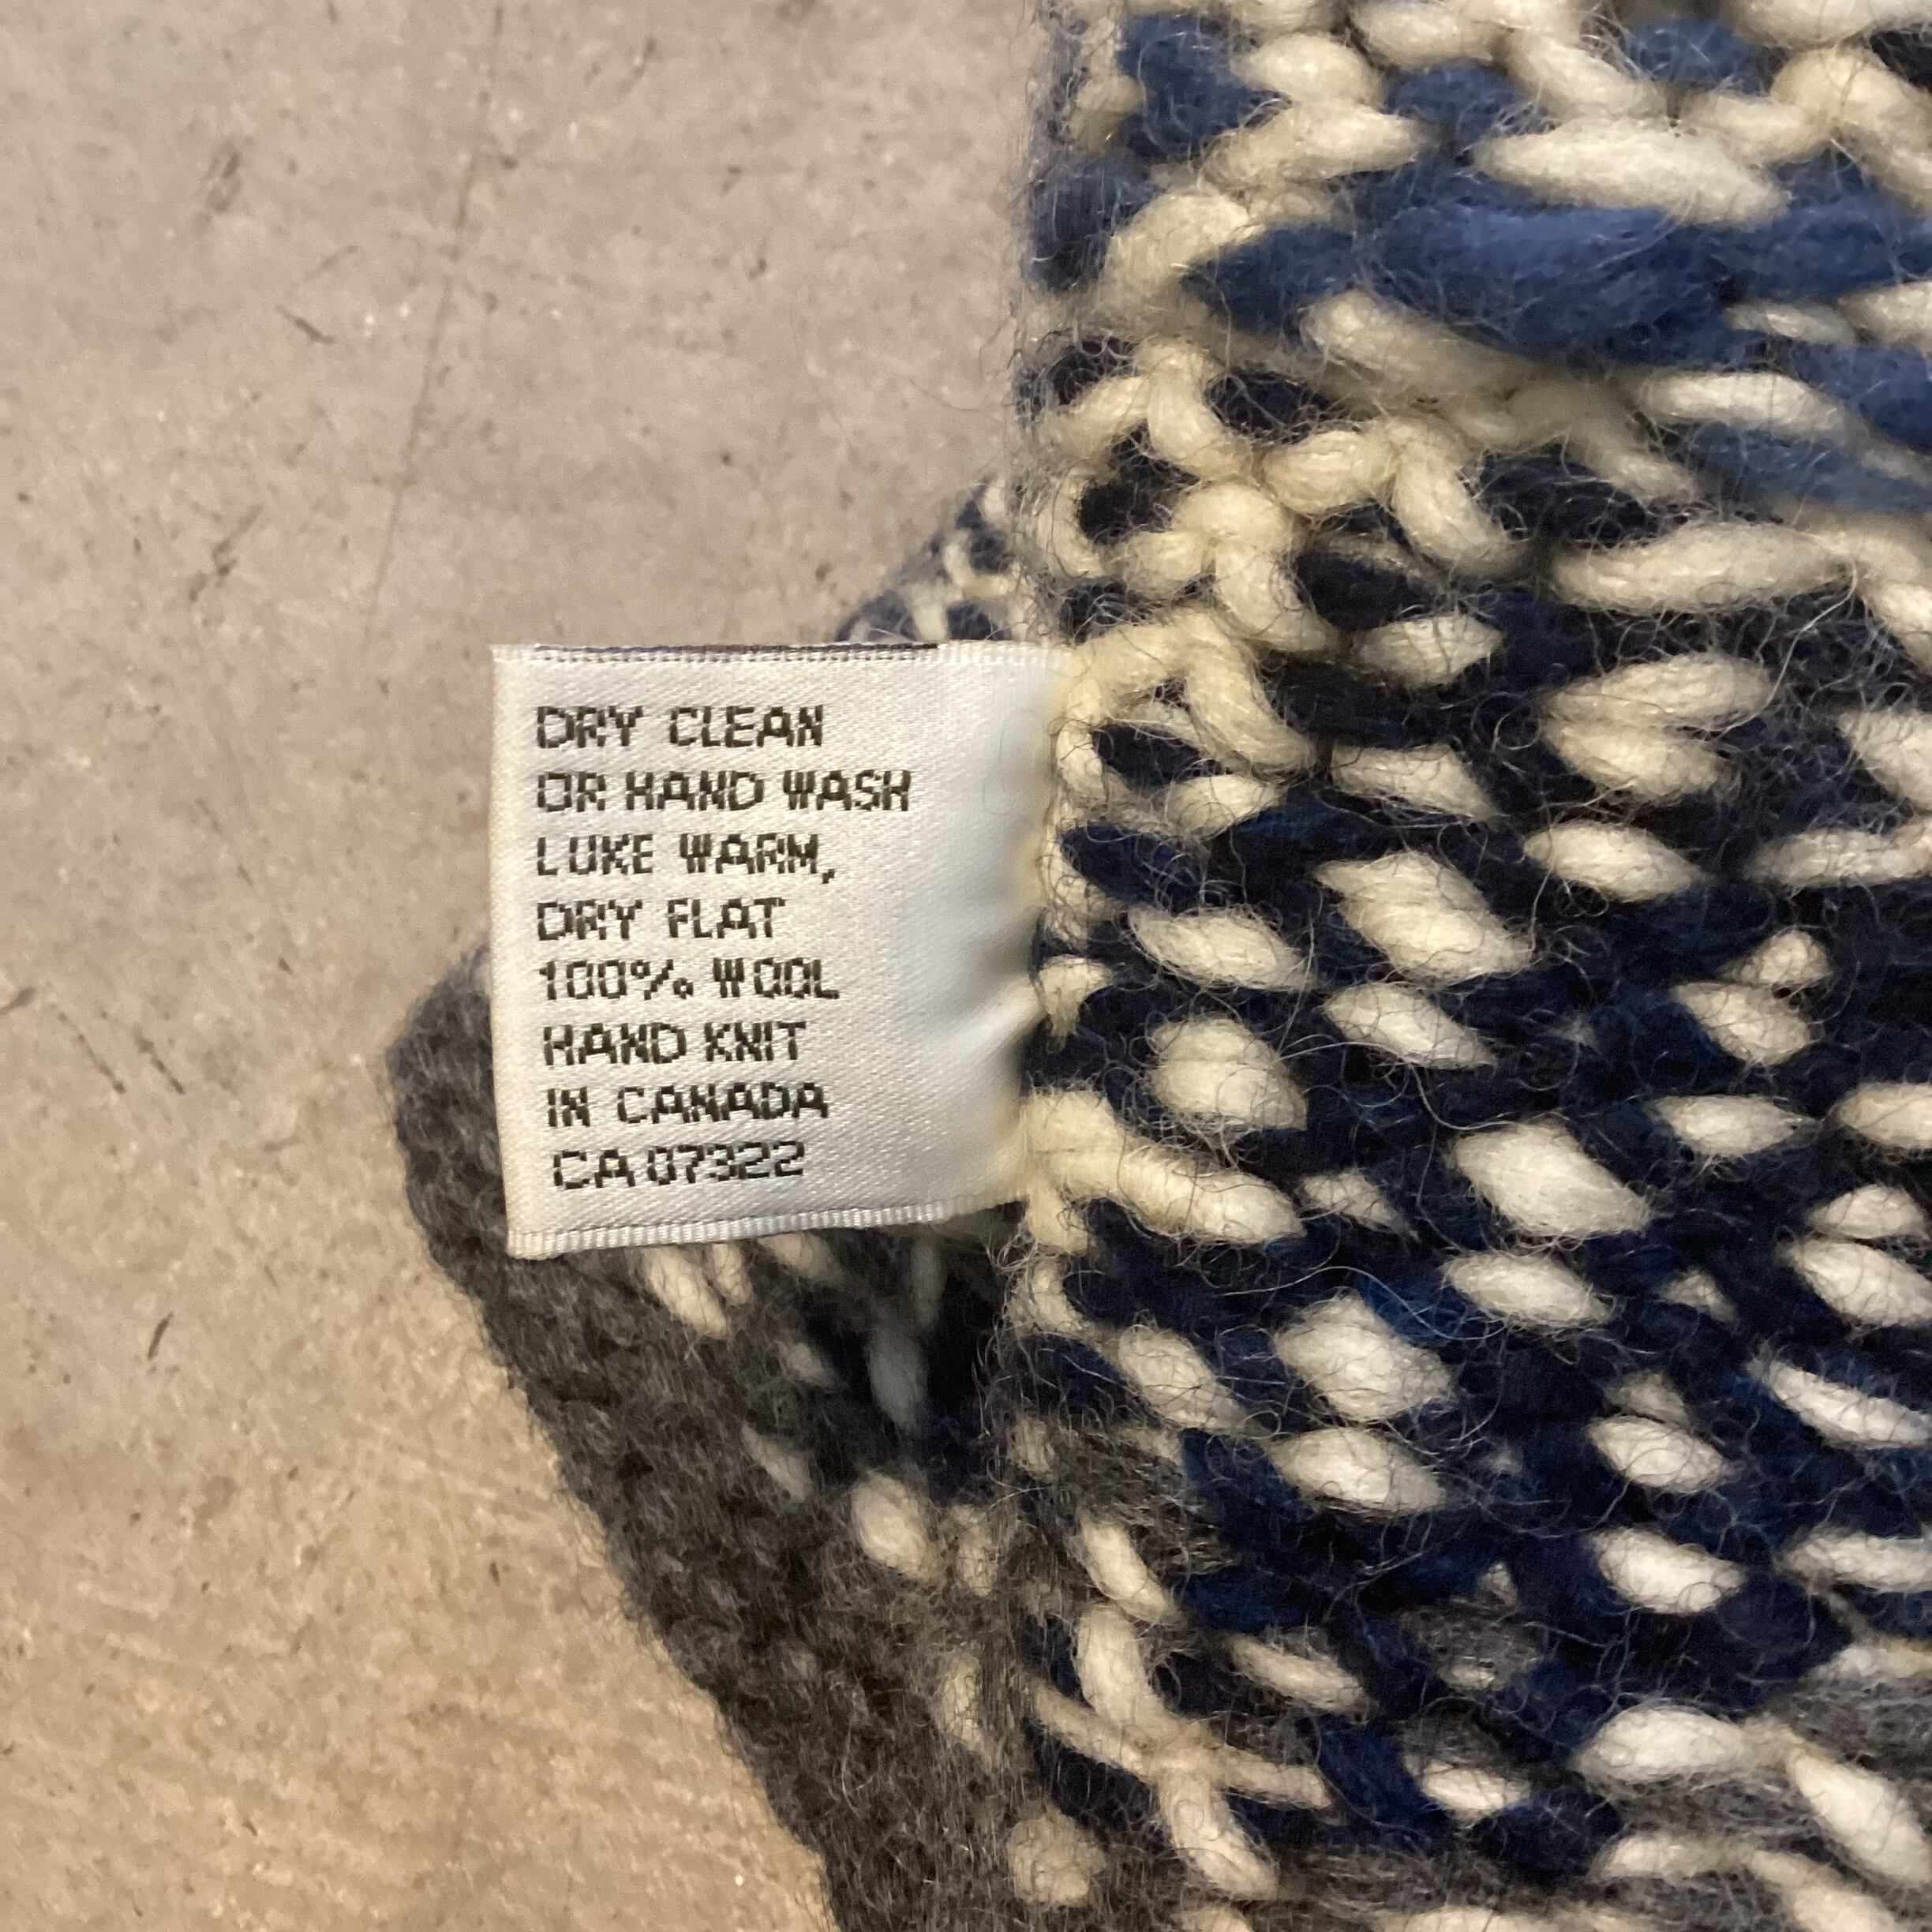 DRY CLEAN
OR HAND WASH
LUKE WARM,
DRY FLAT
100% WOOL
HAND KNIT
IN CANADA
CA 07322